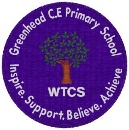 Greenhead C.E Primary School
WTCS
Inspire. Support. Believe. Achieve